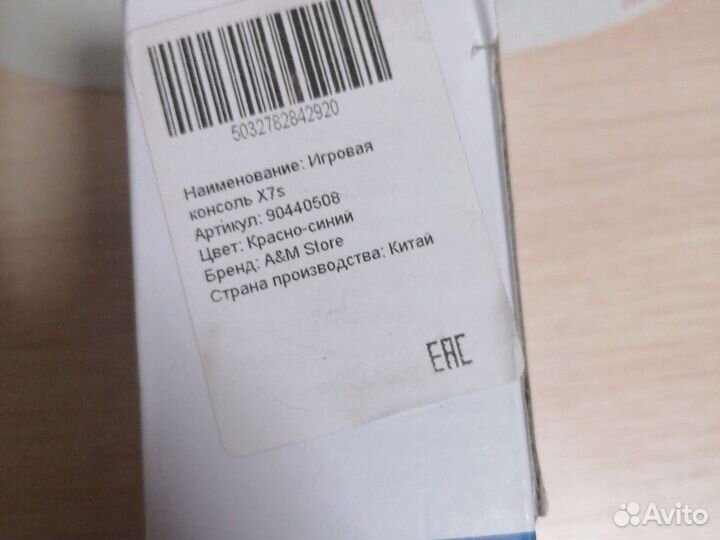 5032782842920
Наименование: Игровая
консоль X7s
Артикул: 90440508
Цвет: Красно-синий
Бренд: A&M Store
Страна производства: Китай
EAC
Avito